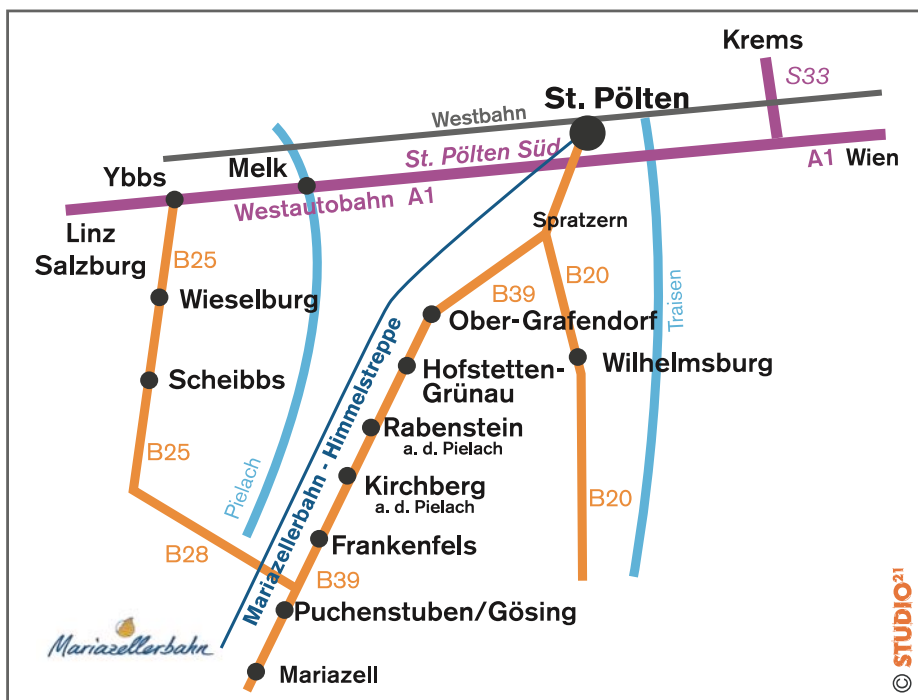 Krems
S33
St. Pölten
Westbahn
St. Pölten Süd
A1 Wien
Melk
Ybbs
Westautobahn A1
Linz
Salzburg
Spratzern
B25
B20
B39
Wieselburg
Ober-Grafendorf
Traisen
Wilhelmsburg
Hofstetten-
Grünau
Scheibbs
Mariazellerbahn - Himmelstreppe
Rabenstein
a. d. Pielach
B25
Pielach
Kirchberg
a. d. Pielach
B20
Frankenfels
B28
B39
Puchenstuben/Gösing
Mariazellerbahn
Mariazell
© STUDIO21